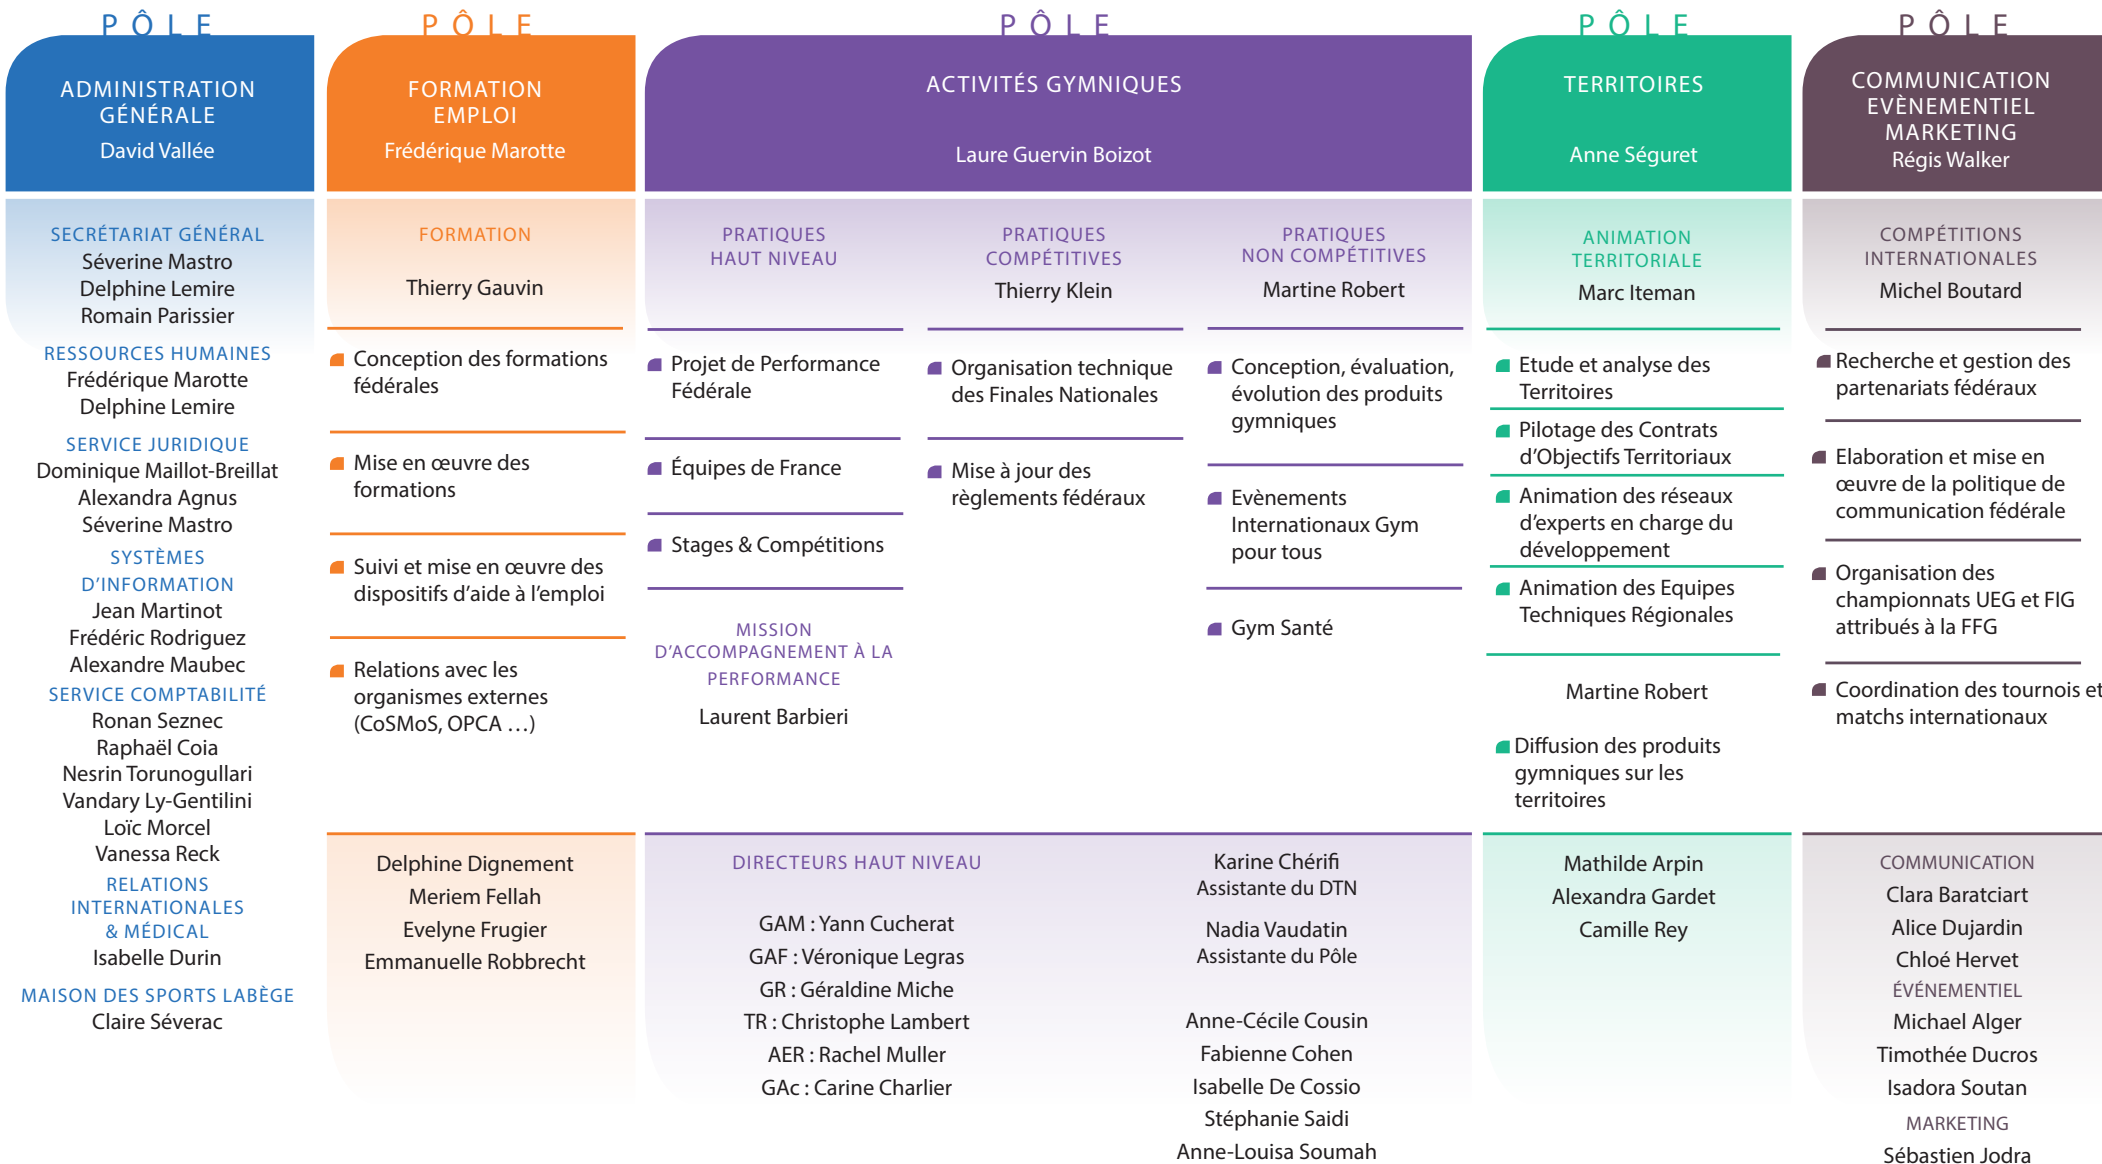 PÔLE
ADMINISTRATION
GÉNÉRALE
David Vallée
SECRÉTARIAT GÉNÉRAL
Séverine Mastro
Delphine Lemire
Romain Parissier
RESSOURCES HUMAINES
Frédérique Marotte
Delphine Lemire
SERVICE JURIDIQUE
Dominique Maillot-Breillat
Alexandra Agnus
Séverine Mastro
SYSTÈMES
D'INFORMATION
Jean Martinot
Frédéric Rodriguez
Alexandre Maubec
SERVICE COMPTABILITÉ
Ronan Seznec
Raphaël Coia
Nesrin Torunogullari
Vandary Ly-Gentilini
Loïc Morcel
Vanessa Reck
RELATIONS
INTERNATIONALES
& MÉDICAL
Isabelle Durin
MAISON DES SPORTS LABÈGE
Claire Séverac
PÔLE
FORMATION
EMPLOI
Frédérique Marotte
FORMATION
Thierry Gauvin
Conception des formations
fédérales
Mise en œuvre des
formations
Suivi et mise en œuvre des
dispositifs d'aide à l'emploi
Relations avec les
organismes externes
(CoSMoS, OPCA …)
Delphine Dignement
Meriem Fellah
Evelyne Frugier
Emmanuelle Robbrecht
PÔLE
ACTIVITÉS GYMNIQUES
Laure Guervin Boizot
PRATIQUES
HAUT NIVEAU
Projet de Performance
Fédérale
Équipes de France
Stages & Compétitions
MISSION
D'ACCOMPAGNEMENT À LA
PERFORMANCE
Laurent Barbieri
PRATIQUES
COMPÉTITIVES
Thierry Klein
Organisation technique
des Finales Nationales
Mise à jour des
règlements fédéraux
PRATIQUES
NON COMPÉTITIVES
Martine Robert
Conception, évaluation,
évolution des produits
gymniques
Evènements
Internationaux Gym
pour tous
Gym Santé
DIRECTEURS HAUT NIVEAU
GAM : Yann Cucherat
GAF : Véronique Legras
GR : Géraldine Miche
TR : Christophe Lambert
AER : Rachel Muller
GAc : Carine Charlier
Karine Chérifi
Assistante du DTN
Nadia Vaudatin
Assistante du Pôle
Anne-Cécile Cousin
Fabienne Cohen
Isabelle De Cossio
Stéphanie Saidi
Anne-Louisa Soumah
PÔLE
TERRITOIRES
Anne Séguret
ANIMATION
TERRITORIALE
Marc Iteman
Etude et analyse des
Territoires
Pilotage des Contrats
d'Objectifs Territoriaux
Animation des réseaux
d'experts en charge du
développement
Animation des Equipes
Techniques Régionales
Martine Robert
Diffusion des produits
gymniques sur les
territoires
Mathilde Arpin
Alexandra Gardet
Camille Rey
PÔLE
COMMUNICATION
EVÈNEMENTIEL
MARKETING
Régis Walker
COMPÉTITIONS
INTERNATIONALES
Michel Boutard
Recherche et gestion des
partenariats fédéraux
Elaboration et mise en
œuvre de la politique de
communication fédérale
Organisation des
championnats UEG et FIG
attribués à la FFG
Coordination des tournois et
matchs internationaux
COMMUNICATION
Clara Baratciart
Alice Dujardin
Chloé Hervet
ÉVÉNEMENTIEL
Michael Alger
Timothée Ducros
Isadora Soutan
MARKETING
Sébastien Jodra